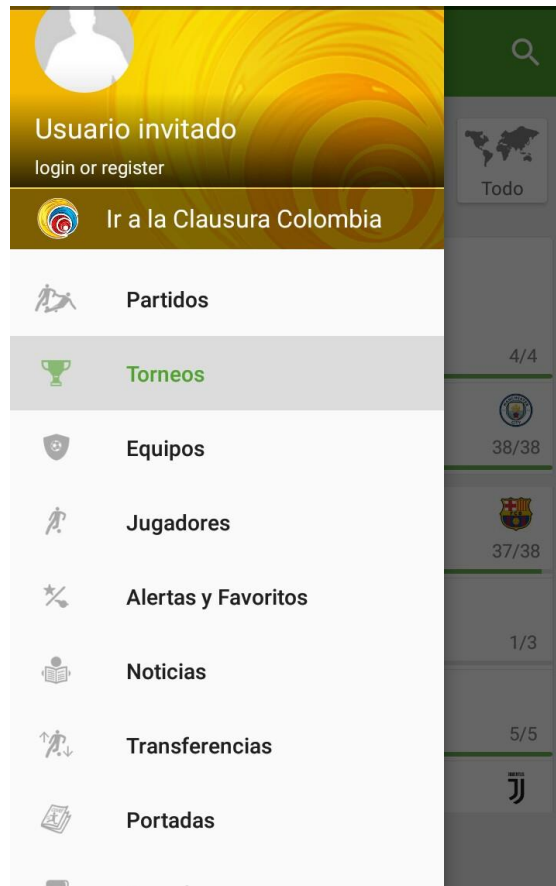 Usuario invitado
login or register
Ir a la Clausura Colombia
Todo
Partidos
4/4
Torneos
38/38
Equipos
Jugadores
37/38
Alertas y Favoritos
1/3
Noticias
Transferencias
5/5
Portadas